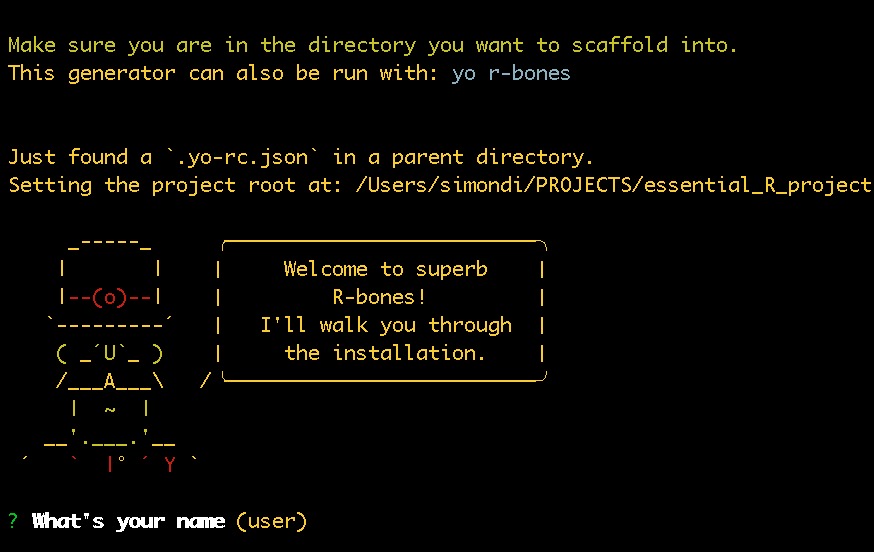 Make sure you are in the directory you want to scaffold into.
This generator can also be run with: yo r-bones
Just found a `.yo-rc.json` in a parent directory.
Setting the project root at: /Users/simondi/PROJECTS/essential_R_project
Welcome to superb
R-bones!
I'll walk you through
the installation.
? What's your name (user)